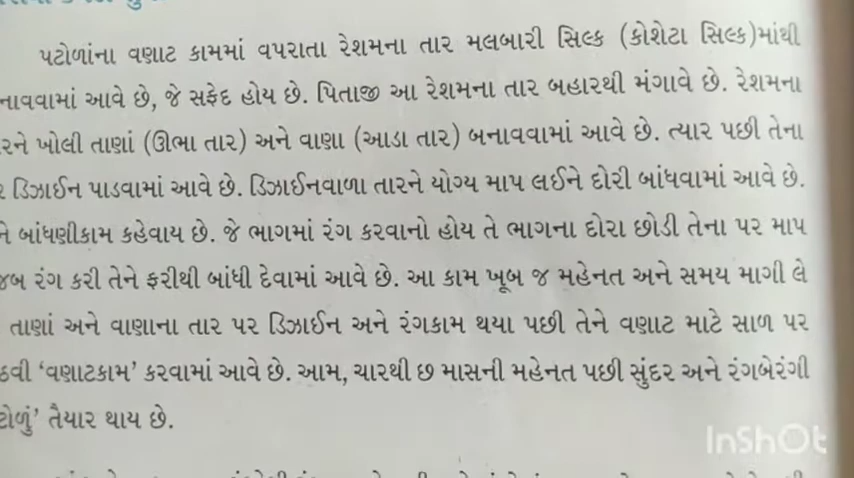 પટોળાંના વણાટ કામમાં વપરાતા રેશમના તાર મલબારી સિલ્ક (કોશેટા સિલ્ક)માંથી
નાવવામાં આવે છે, જે સફેદ હોય છે. પિતાજી આ રેશમના તાર બહારથી મંગાવે છે. રેશમના
રને ખોલી તાણાં (ઊભા તાર) અને વાણા (આડા તાર) બનાવવામાં આવે છે. ત્યાર પછી તેના
ર ડિઝાઈન પાડવામાં આવે છે. ડિઝાઈનવાળા તારને યોગ્ય માપ લઈને દોરી બાંધવામાં આવે છે.
ને બાંધણીકામ કહેવાય છે. જે ભાગમાં રંગ કરવાનો હોય તે ભાગના દોરા છોડી તેના પર માપ
જબ રંગ કરી તેને ફરીથી બાંધી દેવામાં આવે છે. આ કામ ખૂબ જ મહેનત અને સમય માગી લે
તાણાં અને વાણાના તાર પર ડિઝાઈન અને રંગકામ થયા પછી તેને વણાટ માટે સાળ પર
ઠવી ‘વણાટકામ’ કરવામાં આવે છે. આમ, ચારથી છ માસની મહેનત પછી સુંદર અને રંગબેરંગી
ટોળું’ તૈયાર થાય છે.
InShOt